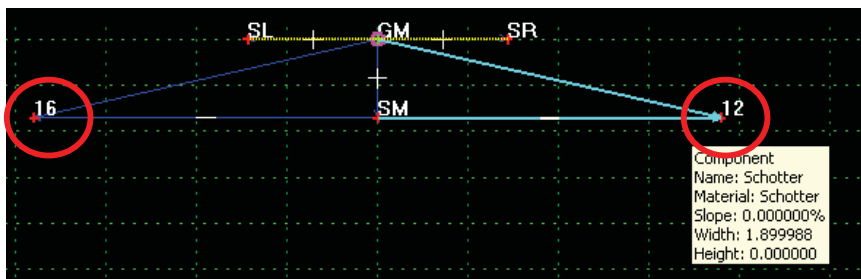 SL GM SR
16 SM 12
Component
Name: Schotter
Material: Schotter
Slope: 0.000000%
Width: 1.899988
Height: 0.000000